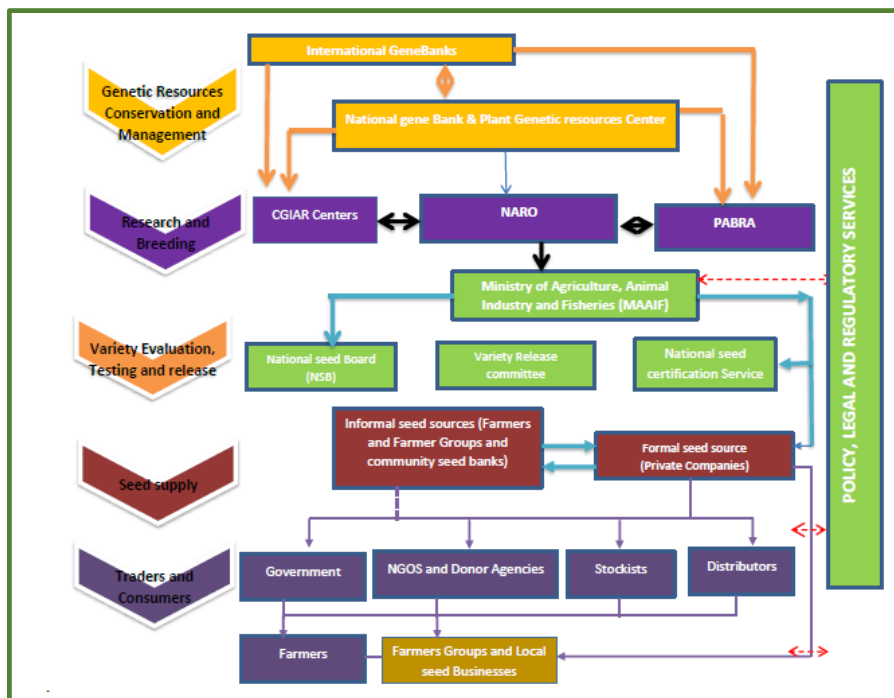 International GeneBanks
Genetic Resources
Conservation and
Management
National gene Bank & Plant Genetic resources Center
Research and
Breeding
CGIAR Centers
NARO
PABRA
Ministry of Agriculture, Animal
Industry and Fisheries (MAAIF)
Variety Evaluation,
Testing and release
National seed Board
(NSB)
Variety Release
committee
National seed
certification Service
Informal seed sources (Farmers
and Farmer Groups and
community seed banks)
Formal seed source
(Private Companies)
Seed supply
Traders and
Consumers
Government
NGOS and Donor Agencies
Stockists
Distributors
Farmers
Farmers Groups and Local
seed Businesses
POLICY, LEGAL AND REGULATORY SERVICES